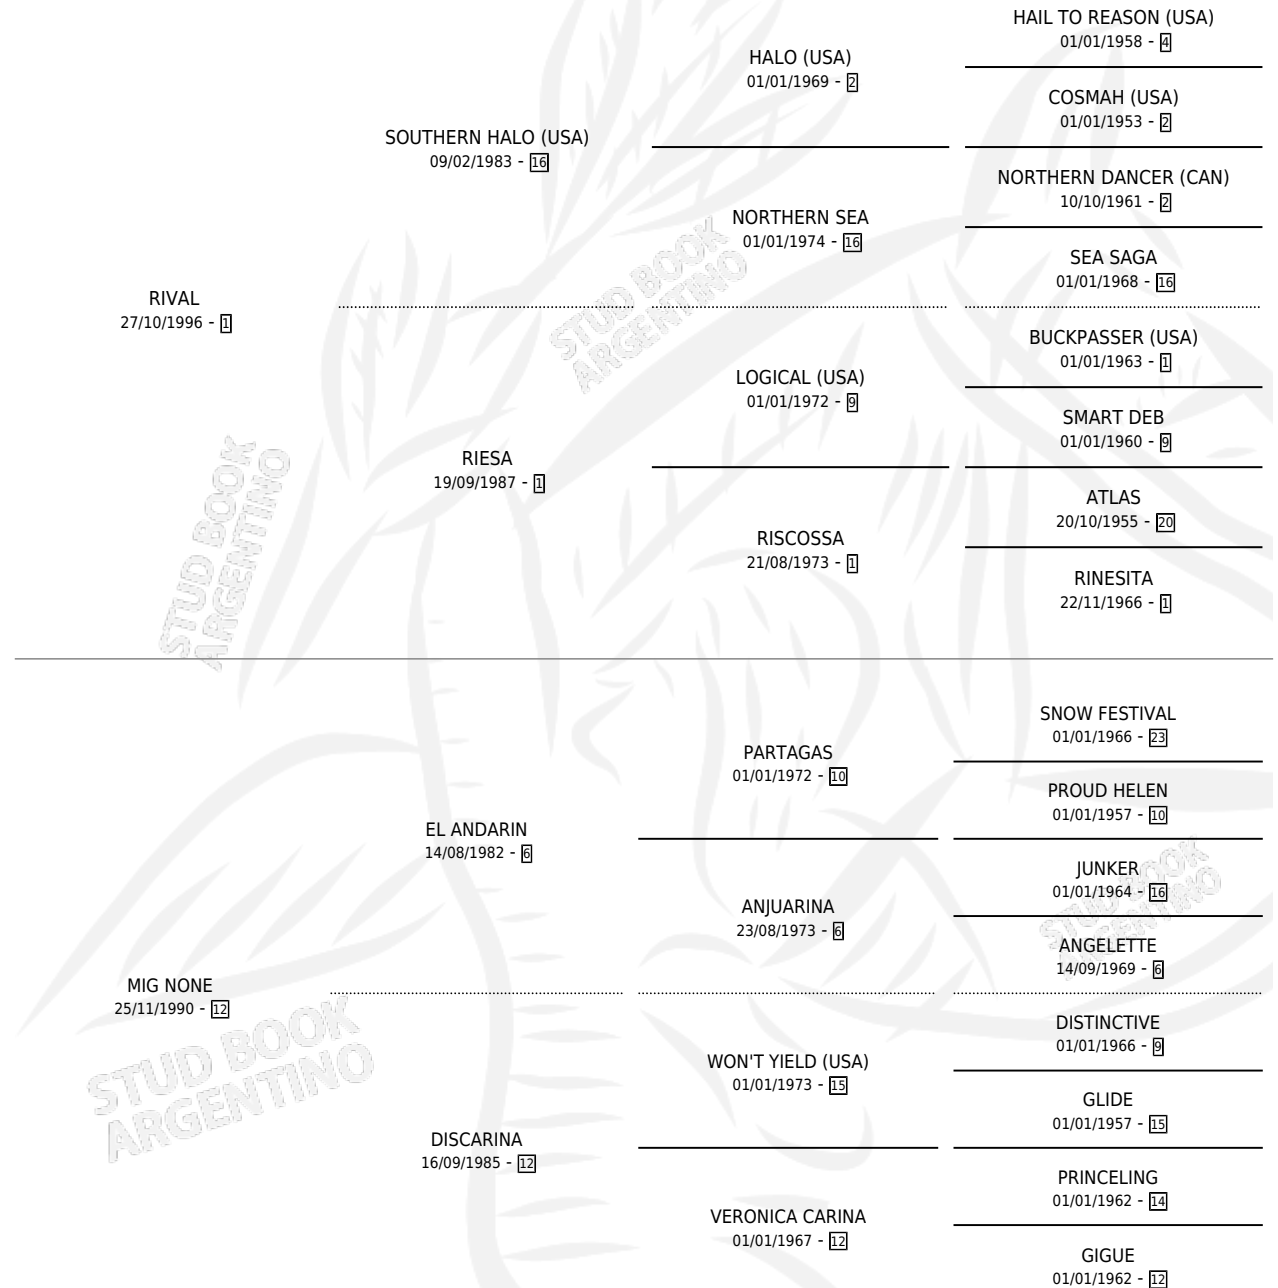 HAIL TO REASON (USA)
01/01/1958 - 4
HALO (USA)
01/01/1969 - 2
COSMAH (USA)
01/01/1953 - 2
SOUTHERN HALO (USA)
09/02/1983 - 16
NORTHERN DANCER (CAN)
10/10/1961 - 2
NORTHERN SEA
01/01/1974 - 16
SEA SAGA
01/01/1968 - 16
RIVAL
27/10/1996 - 1
BUCKPASSER (USA)
01/01/1963 - 1
LOGICAL (USA)
01/01/1972 - 9
SMART DEB
01/01/1960 - 9
RIESA
19/09/1987 - 1
ATLAS
20/10/1955 - 20
RISCOSSA
21/08/1973 - 1
RINESITA
22/11/1966 - 1
SNOW FESTIVAL
01/01/1966 - 23
PARTAGAS
01/01/1972 - 10
PROUD HELEN
01/01/1957 - 10
EL ANDARIN
14/08/1982 - 6
JUNKER
01/01/1964 - 16
ANJUARINA
23/08/1973 - 6
ANGELETTE
14/09/1969 - 6
MIG NONE
25/11/1990 - 12
DISTINCTIVE
01/01/1966 - 9
WON'T YIELD (USA)
01/01/1973 - 15
GLIDE
01/01/1957 - 15
DISCARINA
16/09/1985 - 12
PRINCELING
01/01/1962 - 14
VERONICA CARINA
01/01/1967 - 12
GIGUE
01/01/1962 - 12
STUD BOOK
ARGENTINO
STUD BOOK
ARGENTINO
STUD BOOK
ARGENTINO
STUD BOOK
ARGENTINO